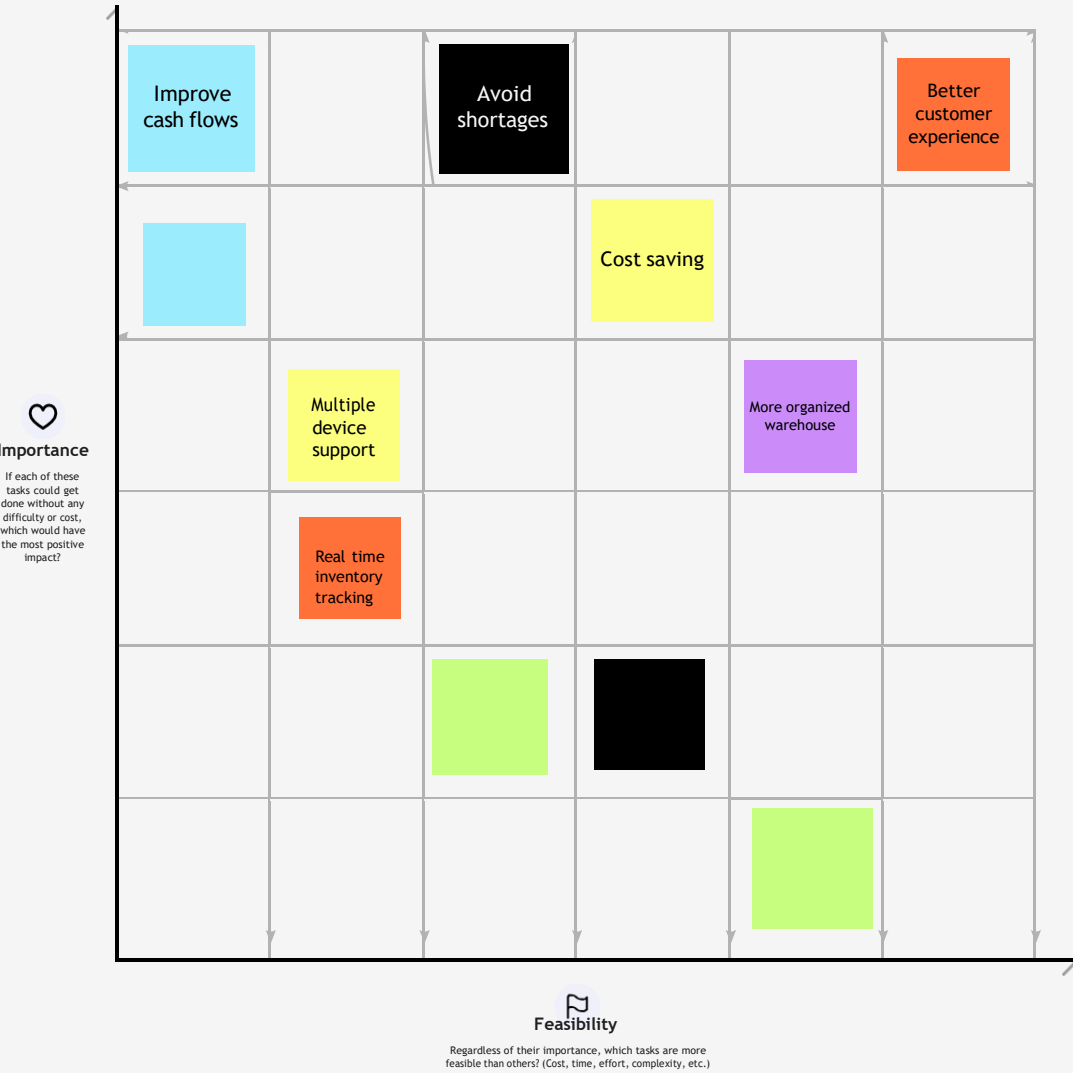 Improve
cash flows
Avoid
shortages
Better
customer
experience
Cost saving
Multiple
device
support
More organized
warehouse
Importance
If each of these
tasks could get
done without any
difficulty or cost,
which would have
the most positive
impact?
Real time
inventory
tracking
Feasibility
Regardless of their importance, which tasks are more
feasible than others? (Cost, time, effort, complexity, etc.)